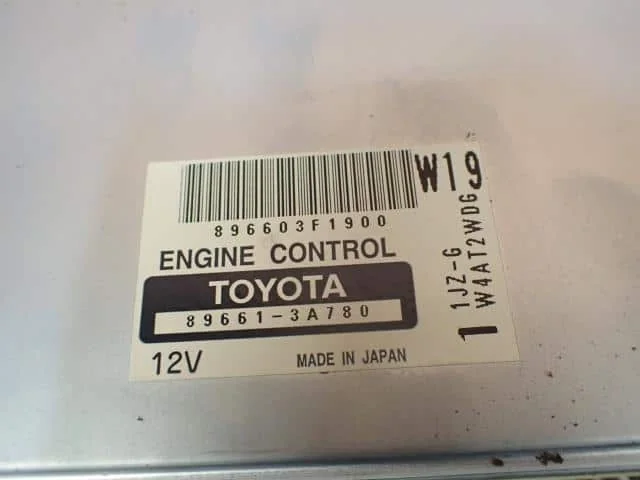 896603F1900
W19
ENGINE CONTROL
TOYOTA
89661-3A780
12V
MADE IN JAPAN
1JZ-G
W4AT2WDG
1